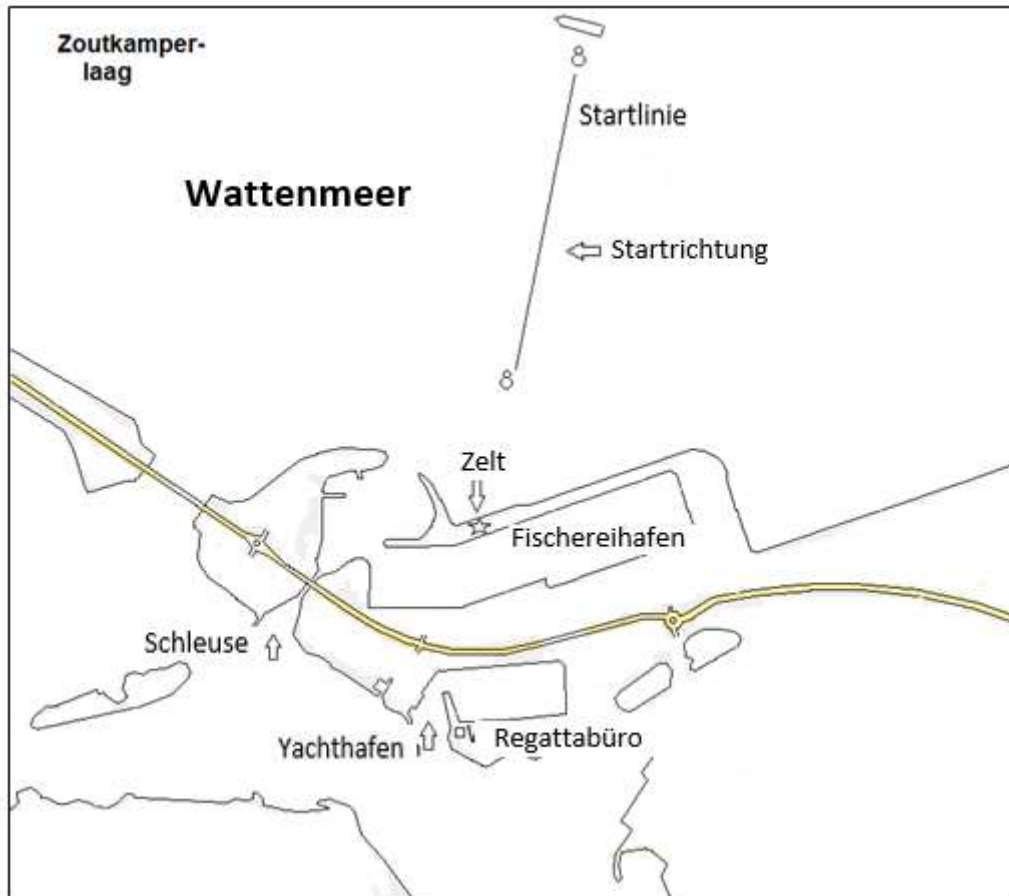 Zoutkamper-
laag
Startlinie
Wattenmeer
Startrichtung
Zelt
Fischereihafen
Schleuse
Yachthafen
Regattabüro